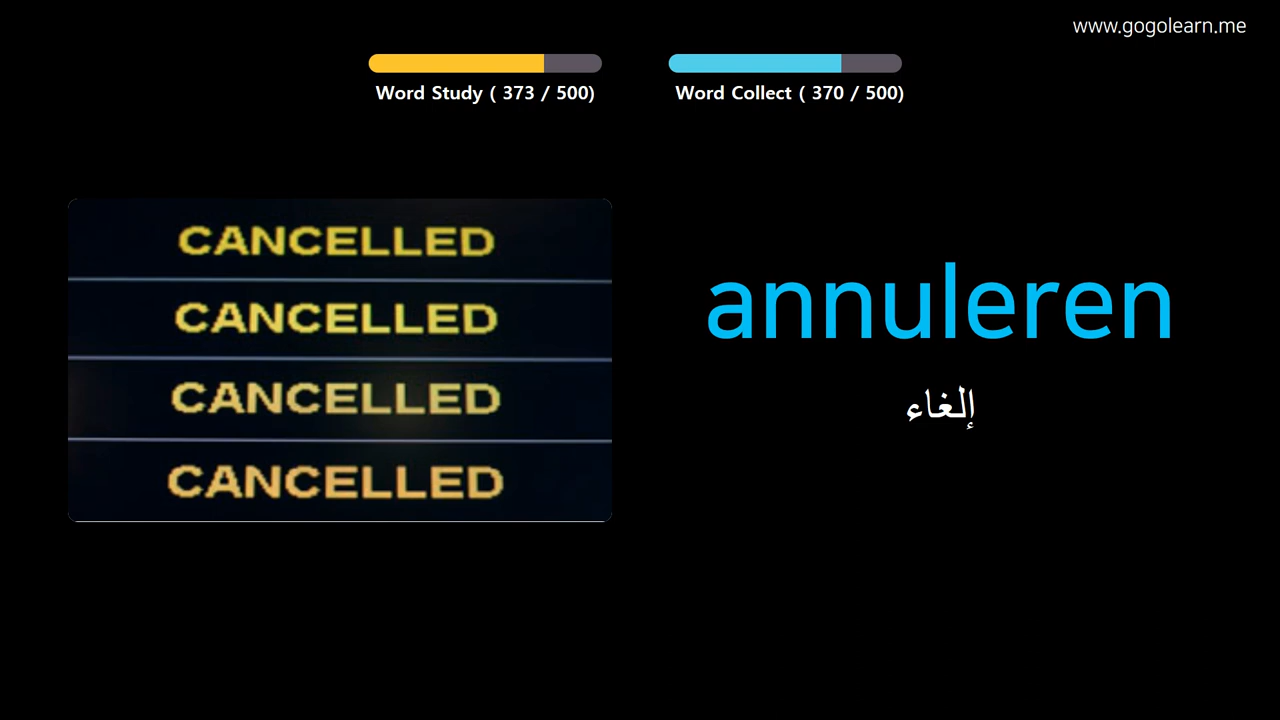 www.gogolearn.me
Word Study ( 373 / 500)
Word Collect ( 370 / 500)
CANCELLED
CANCELLED
CANCELLED
CANCELLED
annuleren
إلغاء